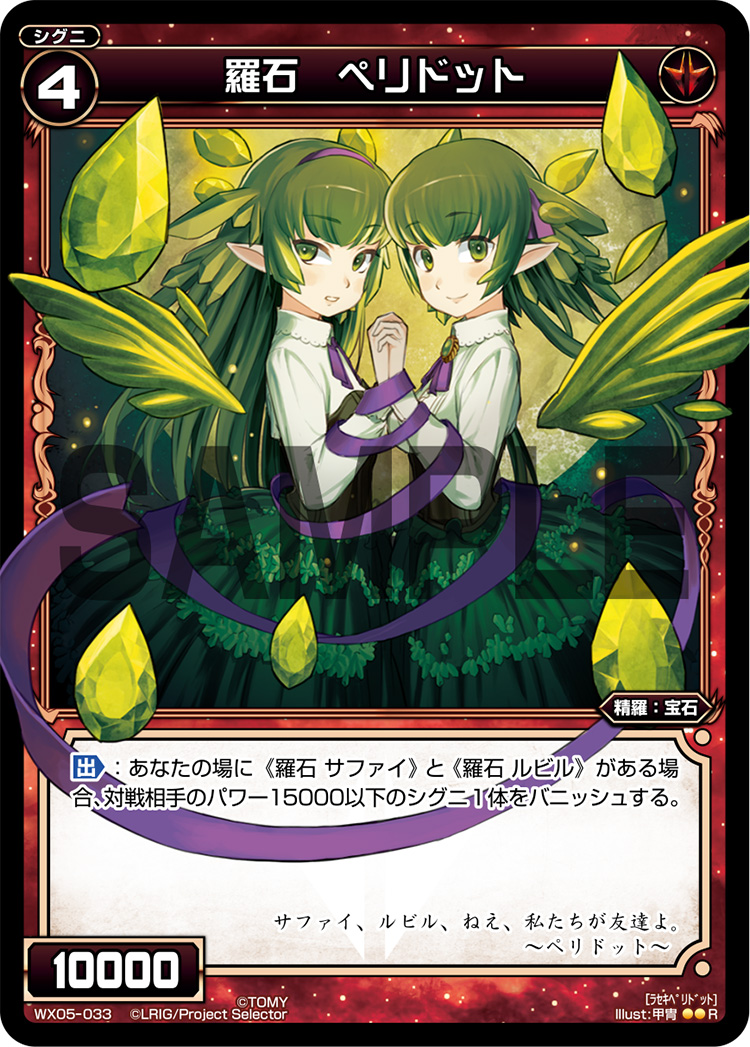 シグニ
4
羅石　ペリドット
SAMPLE
精羅：宝石
出：あなたの場に《羅石 サファイ》と《羅石 ルビル》がある場
合、対戦相手のパワー15000以下のシグニ１体をバニッシュする。
サファイ、ルビル、ねえ、私たちが友達よ。
～ペリドット～
10000
WX05-033 ©LRIG/Project Selector
©TOMY
[ﾗｾｷﾍﾟﾘﾄﾞｯﾄ]
Illust:甲冑 R